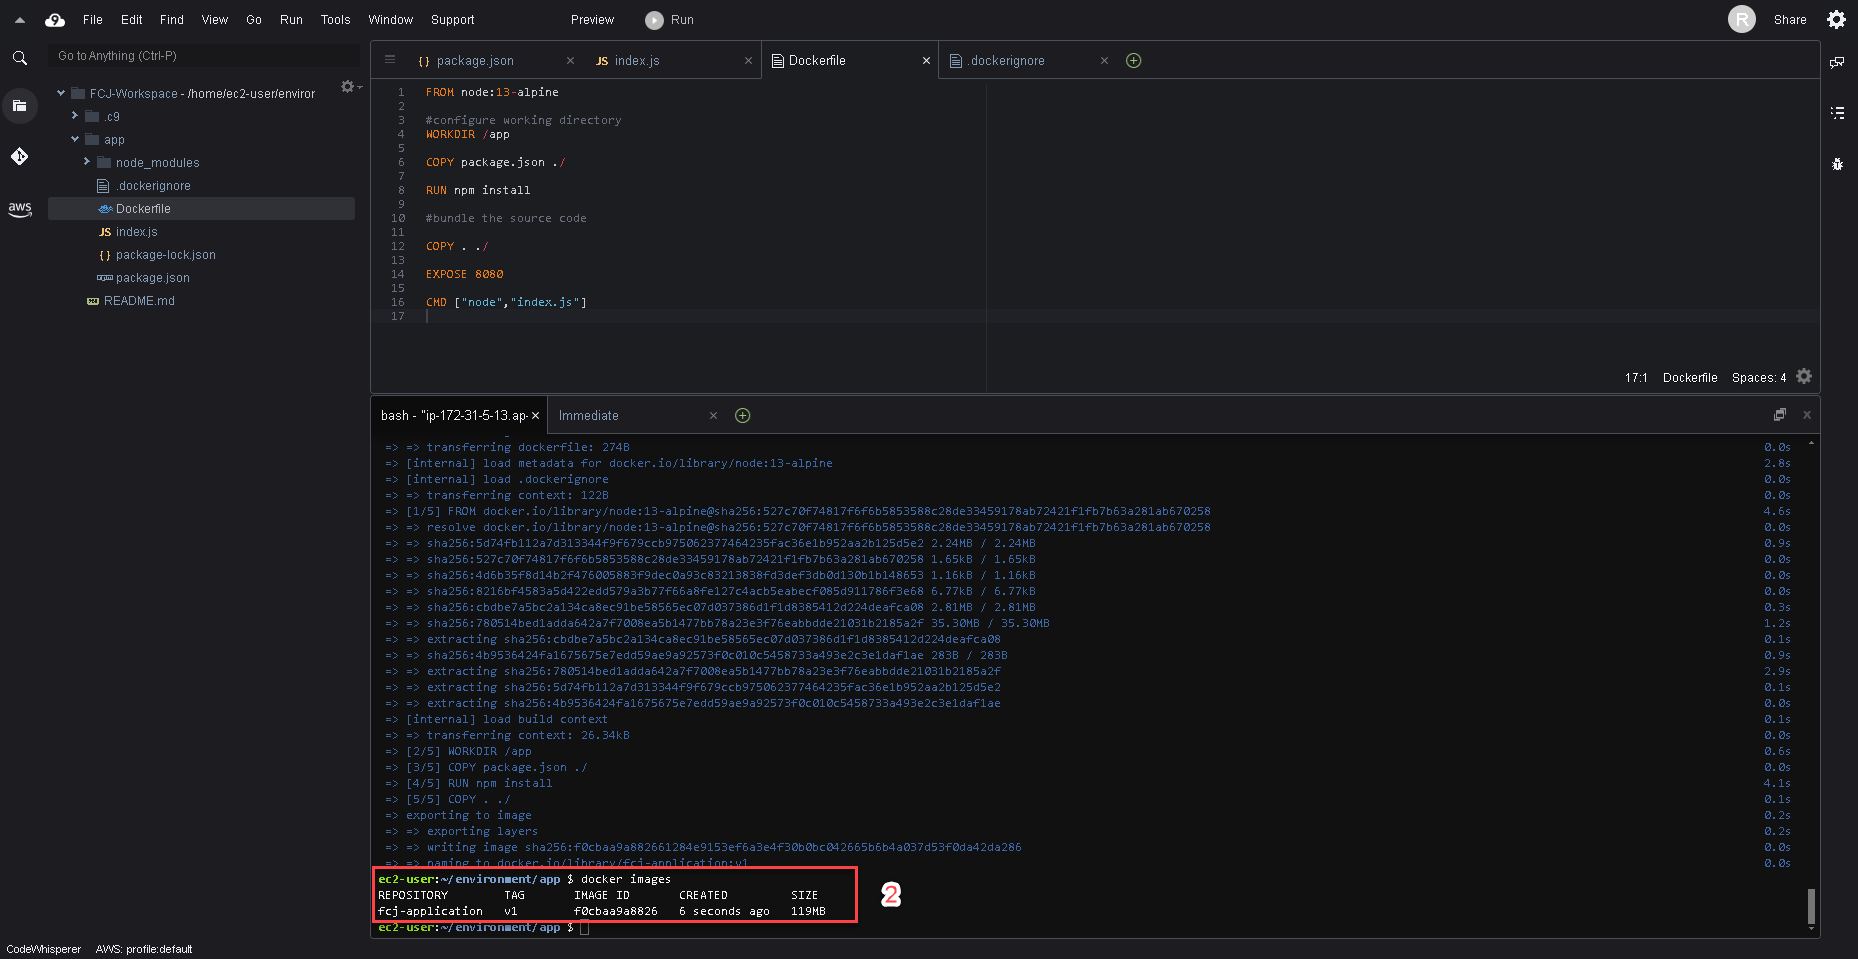 File Edit Find View Go Run Tools Window Support Preview Run R Share
Go to Anything (Ctrl-P)
FCJ-Workspace - /home/ec2-user/enviror
.c9
app
node_modules
.dockerignore
Dockerfile
JS index.js
{ } package-lock.json
package.json
README.md
aws
{ } package.json
JS index.js
Dockerfile
.dockerignore
1 FROM node:13-alpine
2
3 #configure working directory
4 WORKDIR /app
5
6 COPY package.json ./
7
8 RUN npm install
9
10 #bundle the source code
11
12 COPY . ./
13
14 EXPOSE 8080
15
16 CMD ["node","index.js"]
17
17:1 Dockerfile Spaces: 4
bash - "ip-172-31-5-13.ap- Immediate
=> => transferring dockerfile: 274B 0.0s
=> [internal] load metadata for docker.io/library/node:13-alpine 2.8s
=> [internal] load .dockerignore 0.0s
=> => transferring context: 122B 0.0s
=> [1/5] FROM docker.io/library/node:13-alpine@sha256:527c70f74817f6f6b5853588c28de33459178ab72421f1fb7b63a281ab670258 4.6s
=> => resolve docker.io/library/node:13-alpine@sha256:527c70f74817f6f6b5853588c28de33459178ab72421f1fb7b63a281ab670258 0.0s
=> => sha256:5d74fb112a7d313344f9f679ccb975062377464235fac36e1b952aa2b125d5e2 2.24MB / 2.24MB 0.9s
=> => sha256:527c70f74817f6f6b5853588c28de33459178ab72421f1fb7b63a281ab670258 1.65kB / 1.65kB 0.0s
=> => sha256:4d6b35f8d14b2f476005883f9dec0a93c83213838fd3def3db0d130b1b148653 1.16kB / 1.16kB 0.0s
=> => sha256:8216bf4583a5d422edd579a3b77f66a8fe127c4acb5eabecf085d911786f3e68 6.77kB / 6.77kB 0.0s
=> => sha256:cbdbe7a5bc2a134ca8ec91be58565ec07d037386d1f1d8385412d224deafca08 2.81MB / 2.81MB 0.3s
=> => sha256:780514bed1adda642a7f7008ea5b1477bb78a23e3f76eabbdde21031b2185a2f 35.30MB / 35.30MB 1.2s
=> => extracting sha256:cbdbe7a5bc2a134ca8ec91be58565ec07d037386d1f1d8385412d224deafca08 0.1s
=> => sha256:4b9536424fa1675675e7edd59ae9a92573f0c010c5458733a493e2c3e1daf1ae 283B / 283B 0.9s
=> => extracting sha256:780514bed1adda642a7f7008ea5b1477bb78a23e3f76eabbdde21031b2185a2f 2.9s
=> => extracting sha256:5d74fb112a7d313344f9f679ccb975062377464235fac36e1b952aa2b125d5e2 0.1s
=> => extracting sha256:4b9536424fa1675675e7edd59ae9a92573f0c010c5458733a493e2c3e1daf1ae 0.0s
=> [internal] load build context 0.1s
=> => transferring context: 26.34kB 0.0s
=> [2/5] WORKDIR /app 0.6s
=> [3/5] COPY package.json ./ 0.0s
=> [4/5] RUN npm install 4.1s
=> [5/5] COPY . ./ 0.1s
=> exporting to image 0.2s
=> => exporting layers 0.2s
=> => writing image sha256:f0cbaa9a882661284e9153ef6a3e4f30b0bc042665b6b4a037d53f0da42da286 0.0s
=> => naming to docker.io/library/fcj-application:v1 0.0s
ec2-user:~/environment/app $ docker images
REPOSITORY TAG IMAGE ID CREATED SIZE
fcj-application v1 f0cbaa9a8826 6 seconds ago 119MB
ec2-user:~/environment/app $
2
CodeWhisperer AWS: profile:default